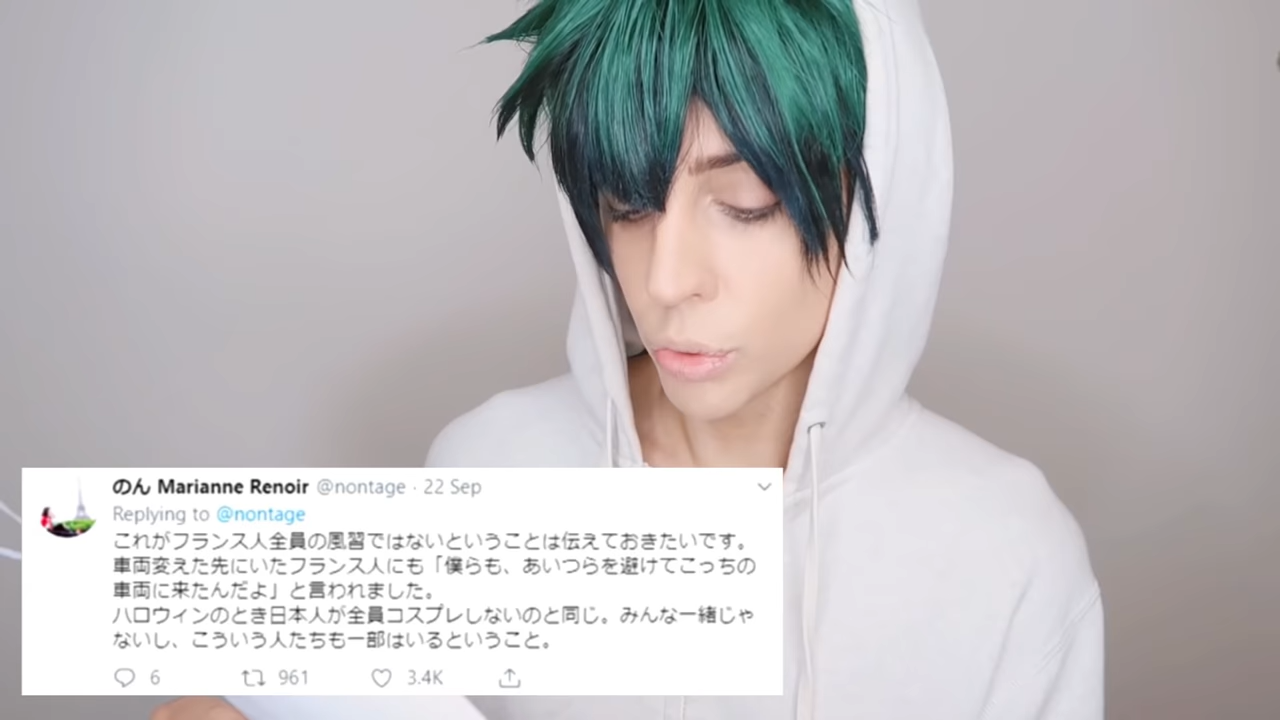 のん Marianne Renoir @nontage · 22 Sep
Replying to @nontage
これがフランス人全員の風習ではないということは伝えておきたいです。
車両変えた先にいたフランス人にも「僕らも、あいつらを避けてこっちの
車両に来たんだよ」と言われました。
ハロウィンのとき日本人が全員コスプレしないのと同じ。みんな一緒じゃ
ないし、こういう人たちも一部はいるということ。
6 961 3.4K